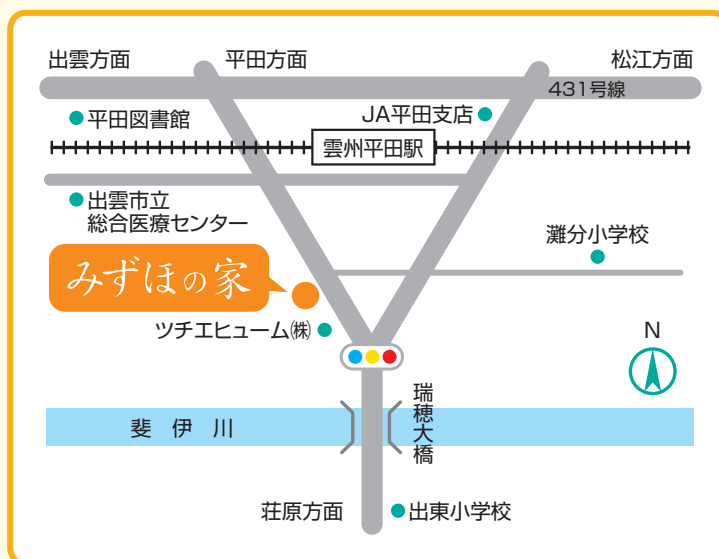 出雲方面
平田方面
松江方面
431号線
平田図書館
JA平田支店
雲州平田駅
出雲市立
総合医療センター
灘分小学校
みずほの家
ツチエヒューム㈱
N
瑞穂大橋
斐伊川
荘原方面
出東小学校